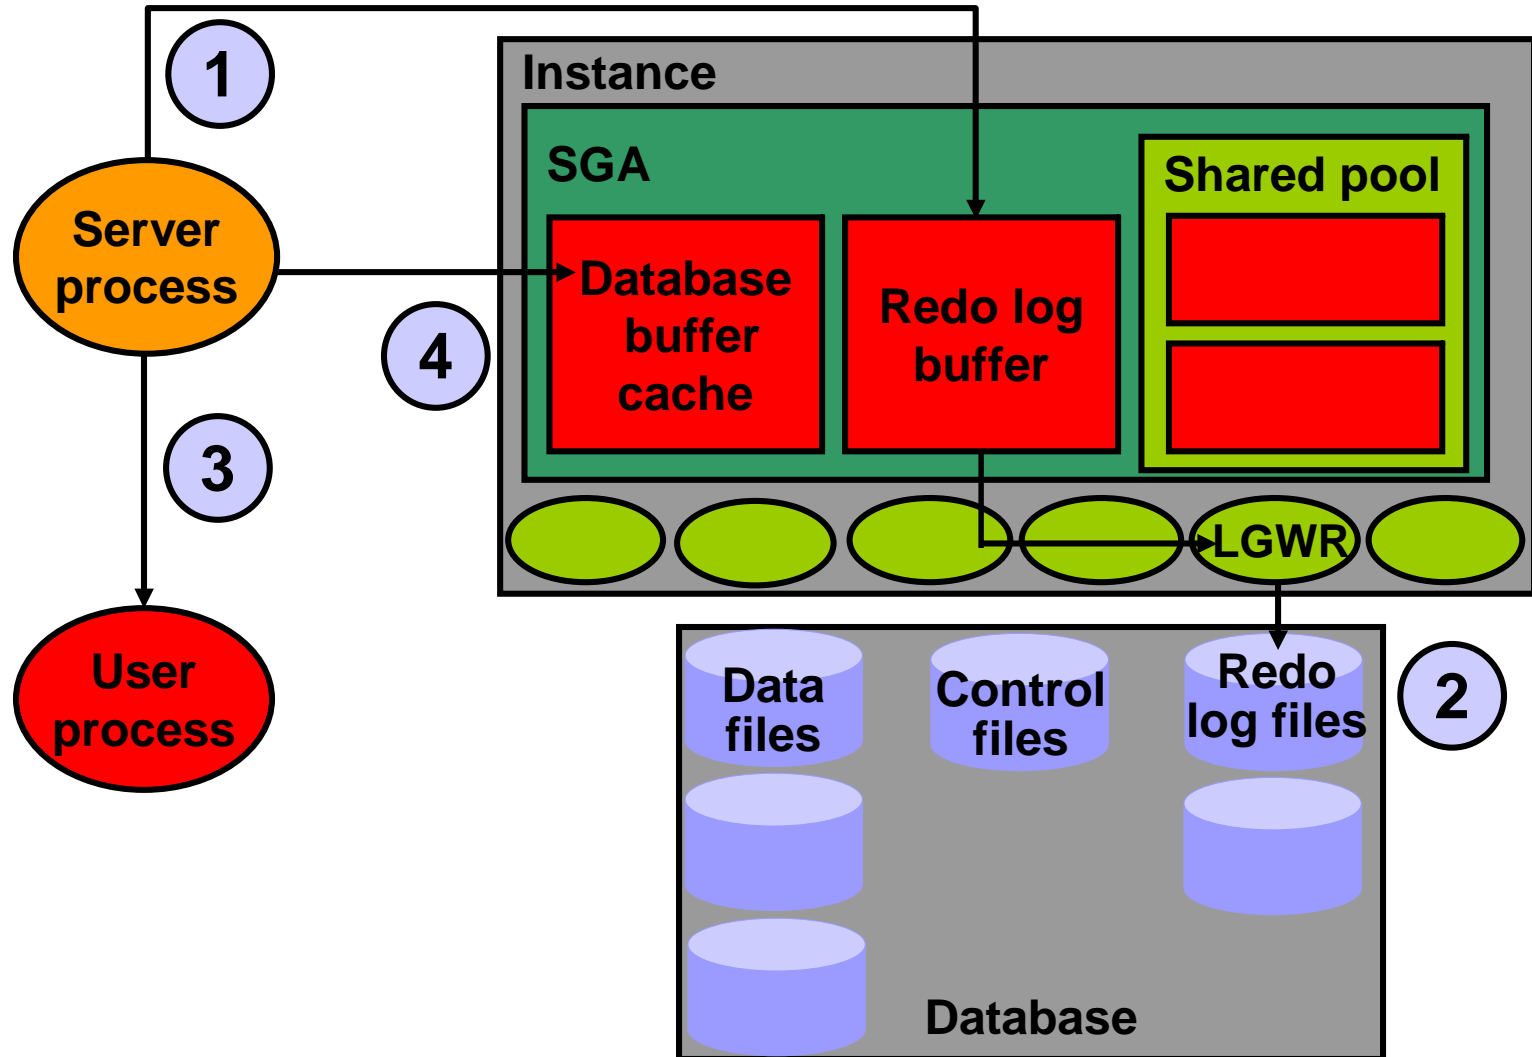 1
Instance
SGA
Shared pool
Server
process
Database
buffer
cache
Redo log
buffer
4
3
LGWR
User
process
Data
files
Control
files
Redo
log files
2
Database